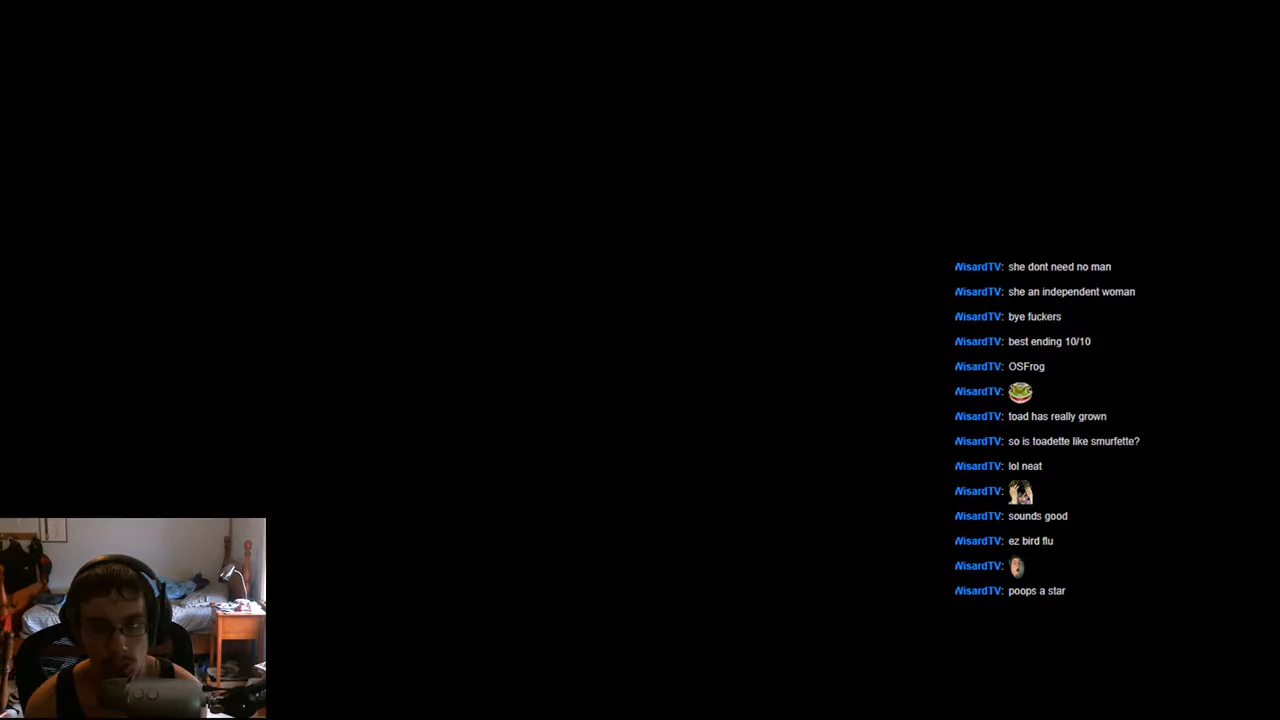 WisardTV: she dont need no man
WisardTV: she an independent woman
WisardTV: bye fuckers
WisardTV: best ending 10/10
WisardTV: OSFrog
WisardTV:
WisardTV: toad has really grown
WisardTV: so is toadette like smurfette?
WisardTV: lol neat
WisardTV:
WisardTV: sounds good
WisardTV: ez bird flu
WisardTV:
WisardTV: poops a star